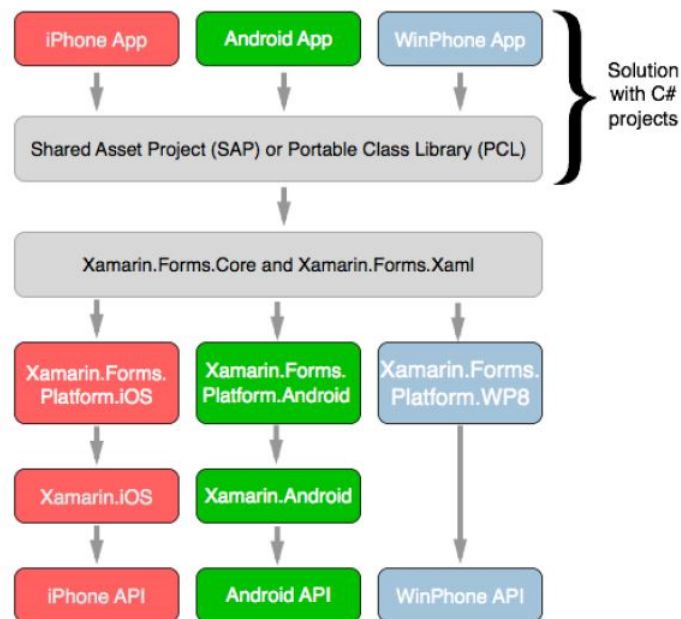 iPhone App
Android App
WinPhone App
Solution
with C#
projects
Shared Asset Project (SAP) or Portable Class Library (PCL)
Xamarin.Forms.Core and Xamarin.Forms.Xaml
Xamarin.Forms.
Platform.iOS
Xamarin.Forms.
Platform.Android
Xamarin.Forms.
Platform.WP8
Xamarin.iOS
Xamarin.Android
iPhone API
Android API
WinPhone API